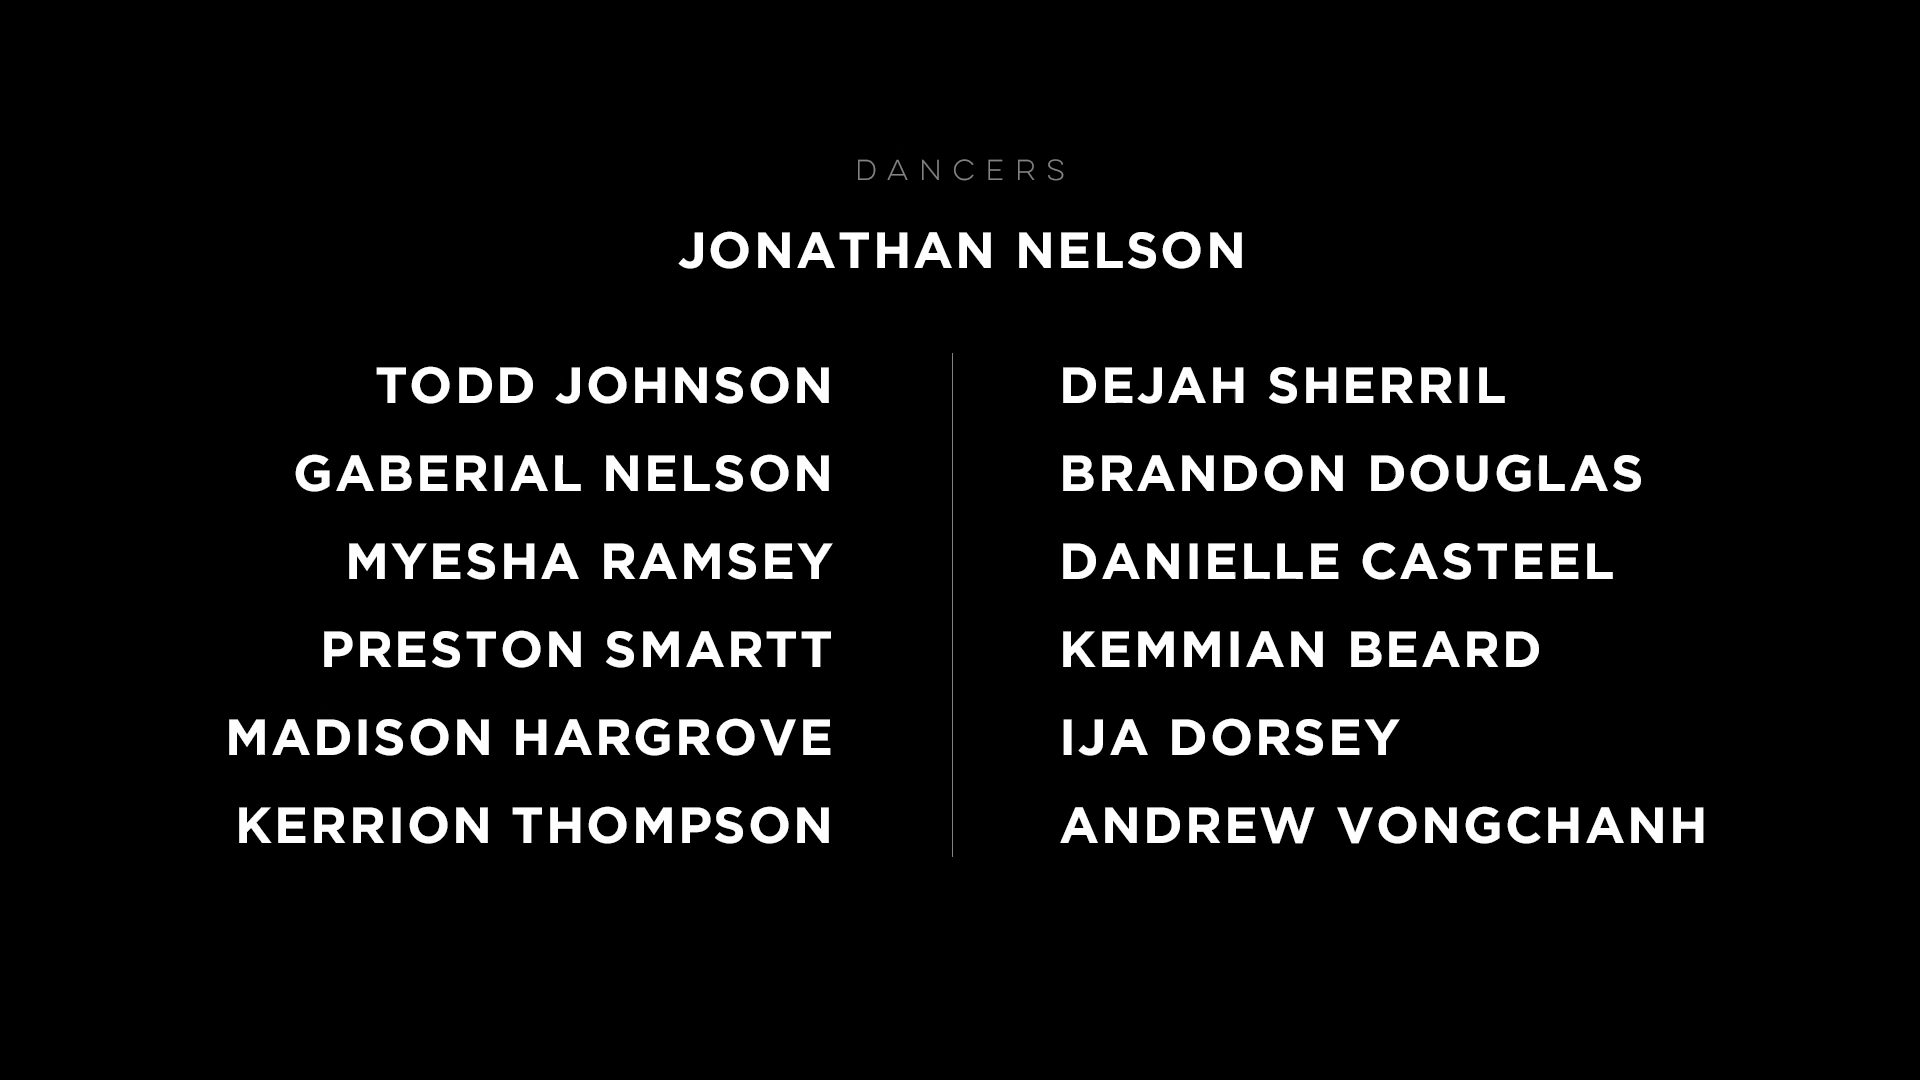 DANCERS
JONATHAN NELSON
TODD JOHNSON
GABERIAL NELSON
MYESHA RAMSEY
PRESTON SMARTT
MADISON HARGROVE
KERRION THOMPSON
DEJAH SHERRIL
BRANDON DOUGLAS
DANIELLE CASTEEL
KEMMIAN BEARD
IJA DORSEY
ANDREW VONGCHANH